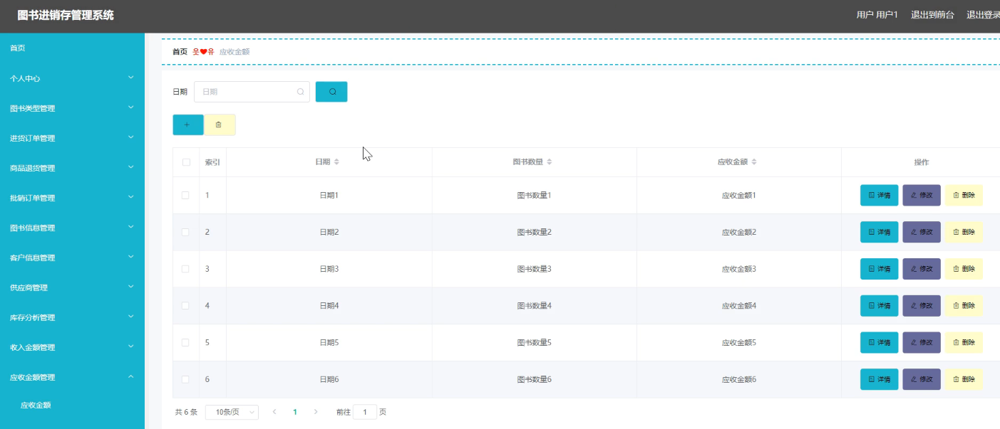 图书进销存管理系统
用户 用户1 退出到前台 退出登录
首页
个人中心
图书类型管理
进货订单管理
商品退货管理
批销订单管理
图书信息管理
客户信息管理
供应商管理
库存分析管理
收入金额管理
应收金额管理
应收金额
首页 웃❤유 应收金额
日期 日期
索引 日期 图书数量 应收金额 操作
1 日期1 图书数量1 应收金额1 详情 修改 删除
2 日期2 图书数量2 应收金额2 详情 修改 删除
3 日期3 图书数量3 应收金额3 详情 修改 删除
4 日期4 图书数量4 应收金额4 详情 修改 删除
5 日期5 图书数量5 应收金额5 详情 修改 删除
6 日期6 图书数量6 应收金额6 详情 修改 删除
共 6 条 10条/页 1 前往 1 页